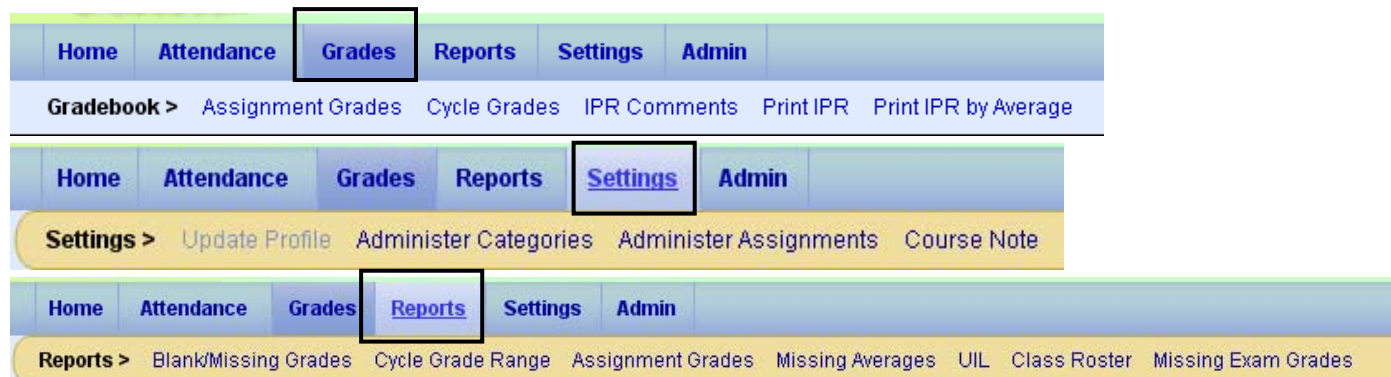 Home Attendance Grades Reports Settings Admin
Gradebook > Assignment Grades Cycle Grades IPR Comments Print IPR Print IPR by Average
Home Attendance Grades Reports Settings Admin
Settings > Update Profile Administer Categories Administer Assignments Course Note
Home Attendance Grades Reports Settings Admin
Reports > Blank/Missing Grades Cycle Grade Range Assignment Grades Missing Averages UIL Class Roster Missing Exam Grades